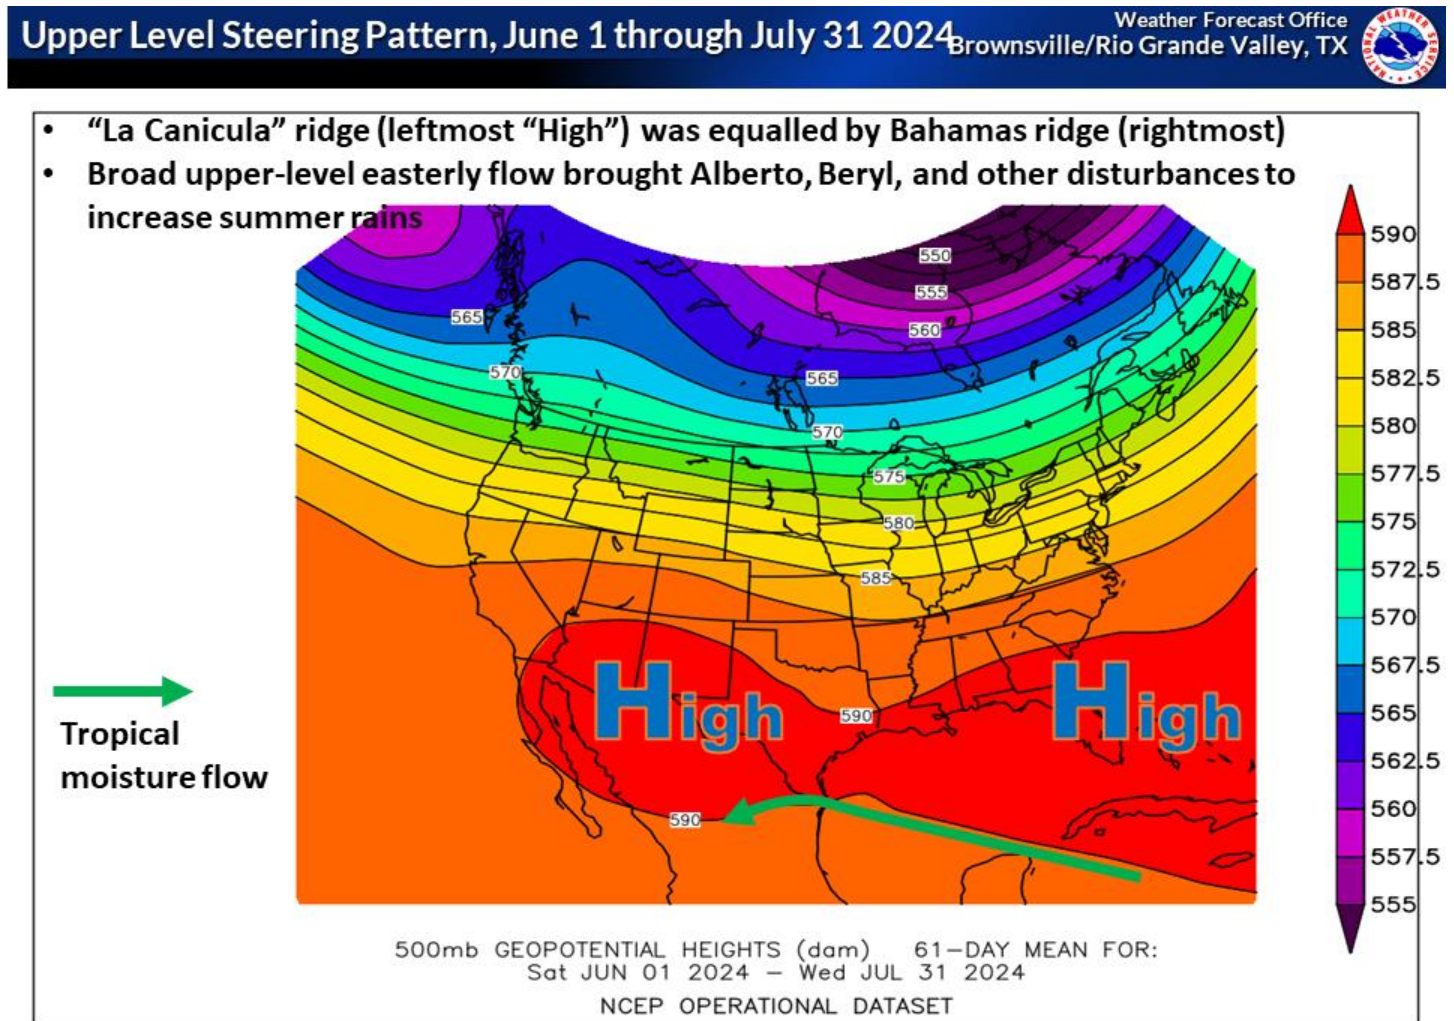 Upper Level Steering Pattern, June 1 through July 31 2024
Weather Forecast Office
Brownsville/Rio Grande Valley, TX
NATIONAL WEATHER SERVICE
• “La Canicula” ridge (leftmost “High”) was equalled by Bahamas ridge (rightmost)
• Broad upper-level easterly flow brought Alberto, Beryl, and other disturbances to
increase summer rains
550
555
560
565
565
570
570
575
580
585
590
590
High
High
Tropical
moisture flow
590
587.5
585
582.5
580
577.5
575
572.5
570
567.5
565
562.5
560
557.5
555
500mb GEOPOTENTIAL HEIGHTS (dam) 61-DAY MEAN FOR:
Sat JUN 01 2024 – Wed JUL 31 2024
NCEP OPERATIONAL DATASET